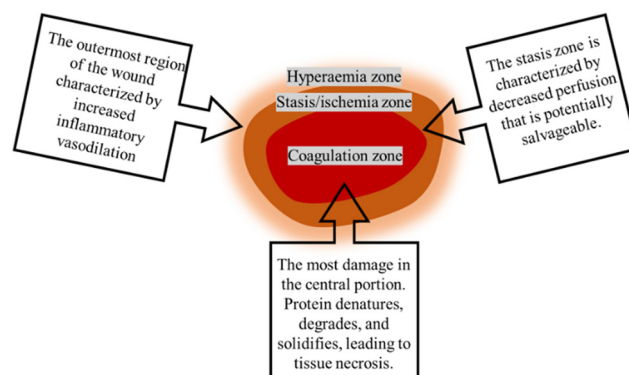 The outermost region
of the wound
characterized by
increased
inflammatory
vasodilation
Hyperaemia zone
Stasis/ischemia zone
Coagulation zone
The stasis zone is
characterized by
decreased perfusion
that is potentially
salvageable.
The most damage in
the central portion.
Protein denatures,
degrades, and
solidifies, leading to
tissue necrosis.